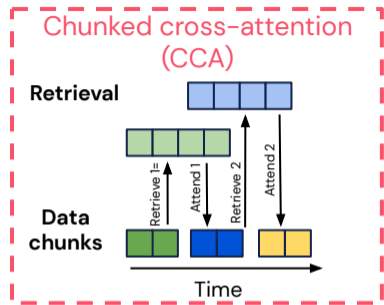 Chunked cross-attention
(CCA)
Retrieval
Retrieve 1=
Attend 1
Retrieve 2
Attend 2
Data
chunks
Time